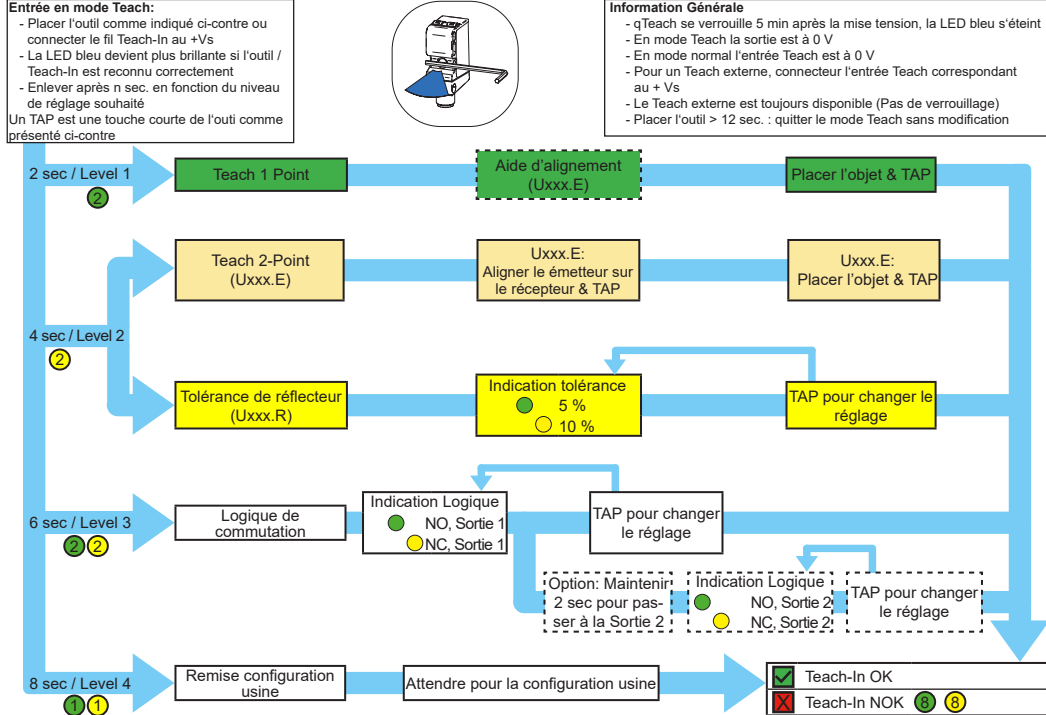 Entrée en mode Teach:
- Placer l'outil comme indiqué ci-contre ou
connecter le fil Teach-In au +Vs
- La LED bleu devient plus brillante si l'outil /
Teach-In est reconnu correctement
- Enlever après n sec. en fonction du niveau
de réglage souhaité
Un TAP est une touche courte de l'outi comme
présenté ci-contre
Information Générale
- qTeach se verrouille 5 min après la mise tension, la LED bleu s'éteint
- En mode Teach la sortie est à 0 V
- En mode normal l'entrée Teach est à 0 V
- Pour un Teach externe, connecteur l'entrée Teach correspondant
au + Vs
- Le Teach externe est toujours disponible (Pas de verrouillage)
- Placer l'outil > 12 sec. : quitter le mode Teach sans modification
2 sec / Level 1
2
Teach 1 Point
Aide d'alignement
(Uxxx.E)
Placer l'objet & TAP
4 sec / Level 2
2
Teach 2-Point
(Uxxx.E)
Uxxx.E:
Aligner le émetteur sur
le récepteur & TAP
Uxxx.E:
Placer l'objet & TAP
Tolérance de réflecteur
(Uxxx.R)
Indication tolérance
5 %
10 %
TAP pour changer le
réglage
6 sec / Level 3
2 2
Logique de
commutation
Indication Logique
NO, Sortie 1
NC, Sortie 1
TAP pour changer
le réglage
Option: Maintenir
2 sec pour pas-
ser à la Sortie 2
Indication Logique
NO, Sortie 2
NC, Sortie 2
TAP pour changer
le réglage
8 sec / Level 4
1 1
Remise configuration
usine
Attendre pour la configuration usine
Teach-In OK
Teach-In NOK 8 8